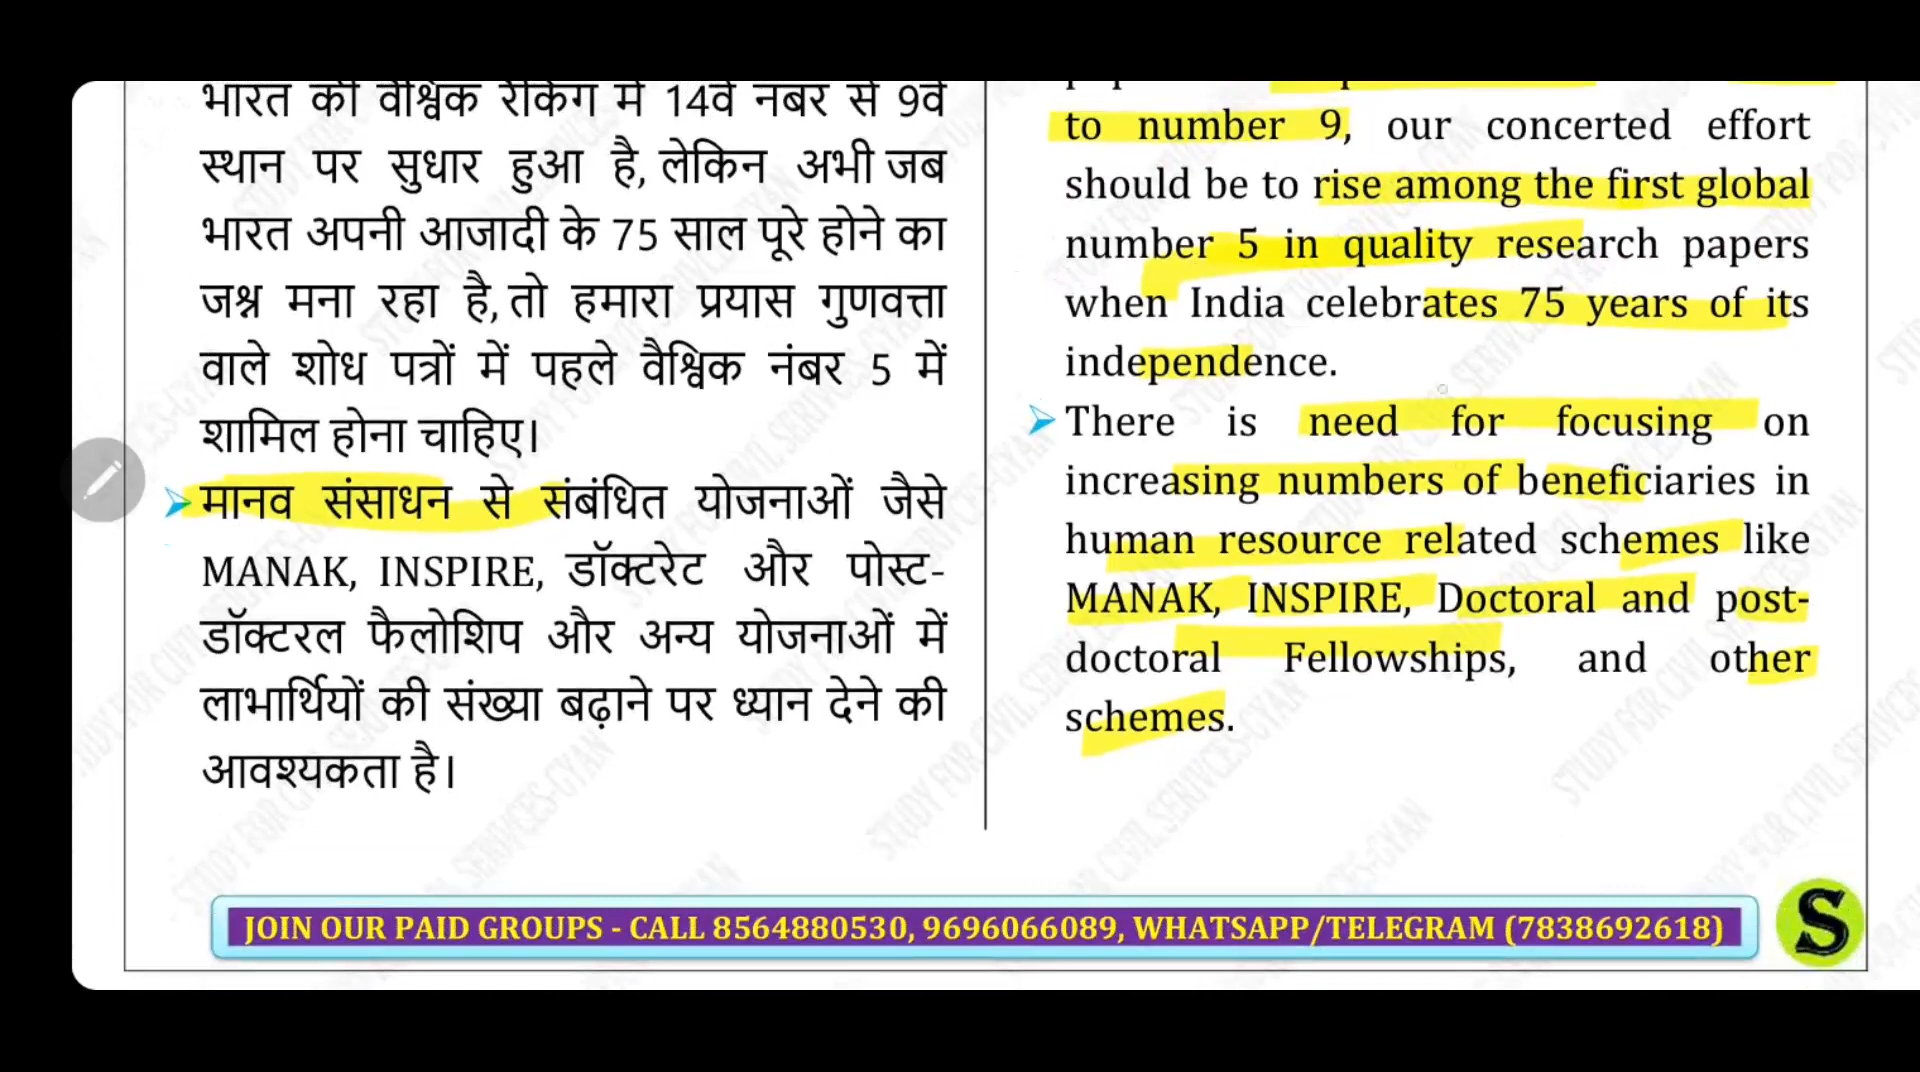 भारत की वैश्विक रैंकिंग में 14वें नंबर से 9वें
स्थान पर सुधार हुआ है, लेकिन अभी जब
भारत अपनी आजादी के 75 साल पूरे होने का
जश्न मना रहा है, तो हमारा प्रयास गुणवत्ता
वाले शोध पत्रों में पहले वैश्विक नंबर 5 में
शामिल होना चाहिए।
➢ मानव संसाधन से संबंधित योजनाओं जैसे
MANAK, INSPIRE, डॉक्टरेट और पोस्ट-
डॉक्टरल फैलोशिप और अन्य योजनाओं में
लाभार्थियों की संख्या बढ़ाने पर ध्यान देने की
आवश्यकता है।
to number 9, our concerted effort
should be to rise among the first global
number 5 in quality research papers
when India celebrates 75 years of its
independence.
➢ There is need for focusing on
increasing numbers of beneficiaries in
human resource related schemes like
MANAK, INSPIRE, Doctoral and post-
doctoral Fellowships, and other
schemes.
JOIN OUR PAID GROUPS - CALL 8564880530, 9696066089, WHATSAPP/TELEGRAM (7838692618)
S
STUDY FOR CIVIL SERIVCES-GYAN